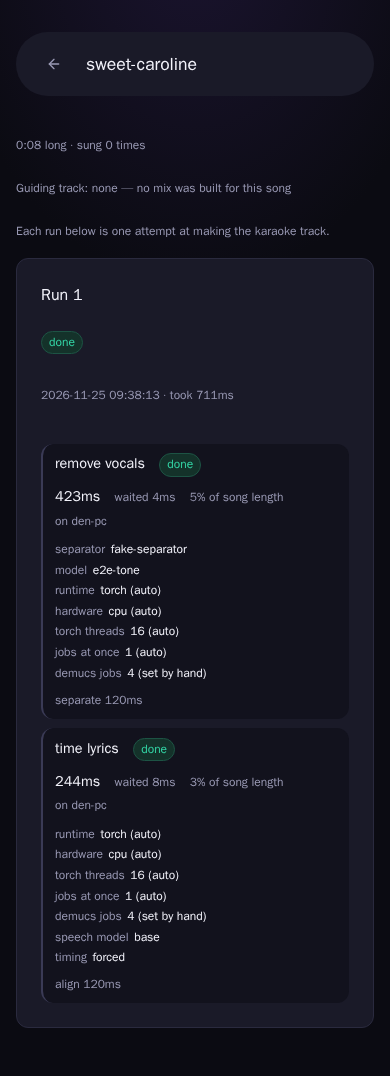 sweet-caroline
0:08 long · sung 0 times
Guiding track: none — no mix was built for this song
Each run below is one attempt at making the karaoke track.
Run 1
done
2026-11-25 09:38:13 · took 711ms
remove vocals done
423ms waited 4ms 5% of song length
on den-pc
separator fake-separator
model e2e-tone
runtime torch (auto)
hardware cpu (auto)
torch threads 16 (auto)
jobs at once 1 (auto)
demucs jobs 4 (set by hand)
separate 120ms
time lyrics done
244ms waited 8ms 3% of song length
on den-pc
runtime torch (auto)
hardware cpu (auto)
torch threads 16 (auto)
jobs at once 1 (auto)
demucs jobs 4 (set by hand)
speech model base
timing forced
align 120ms